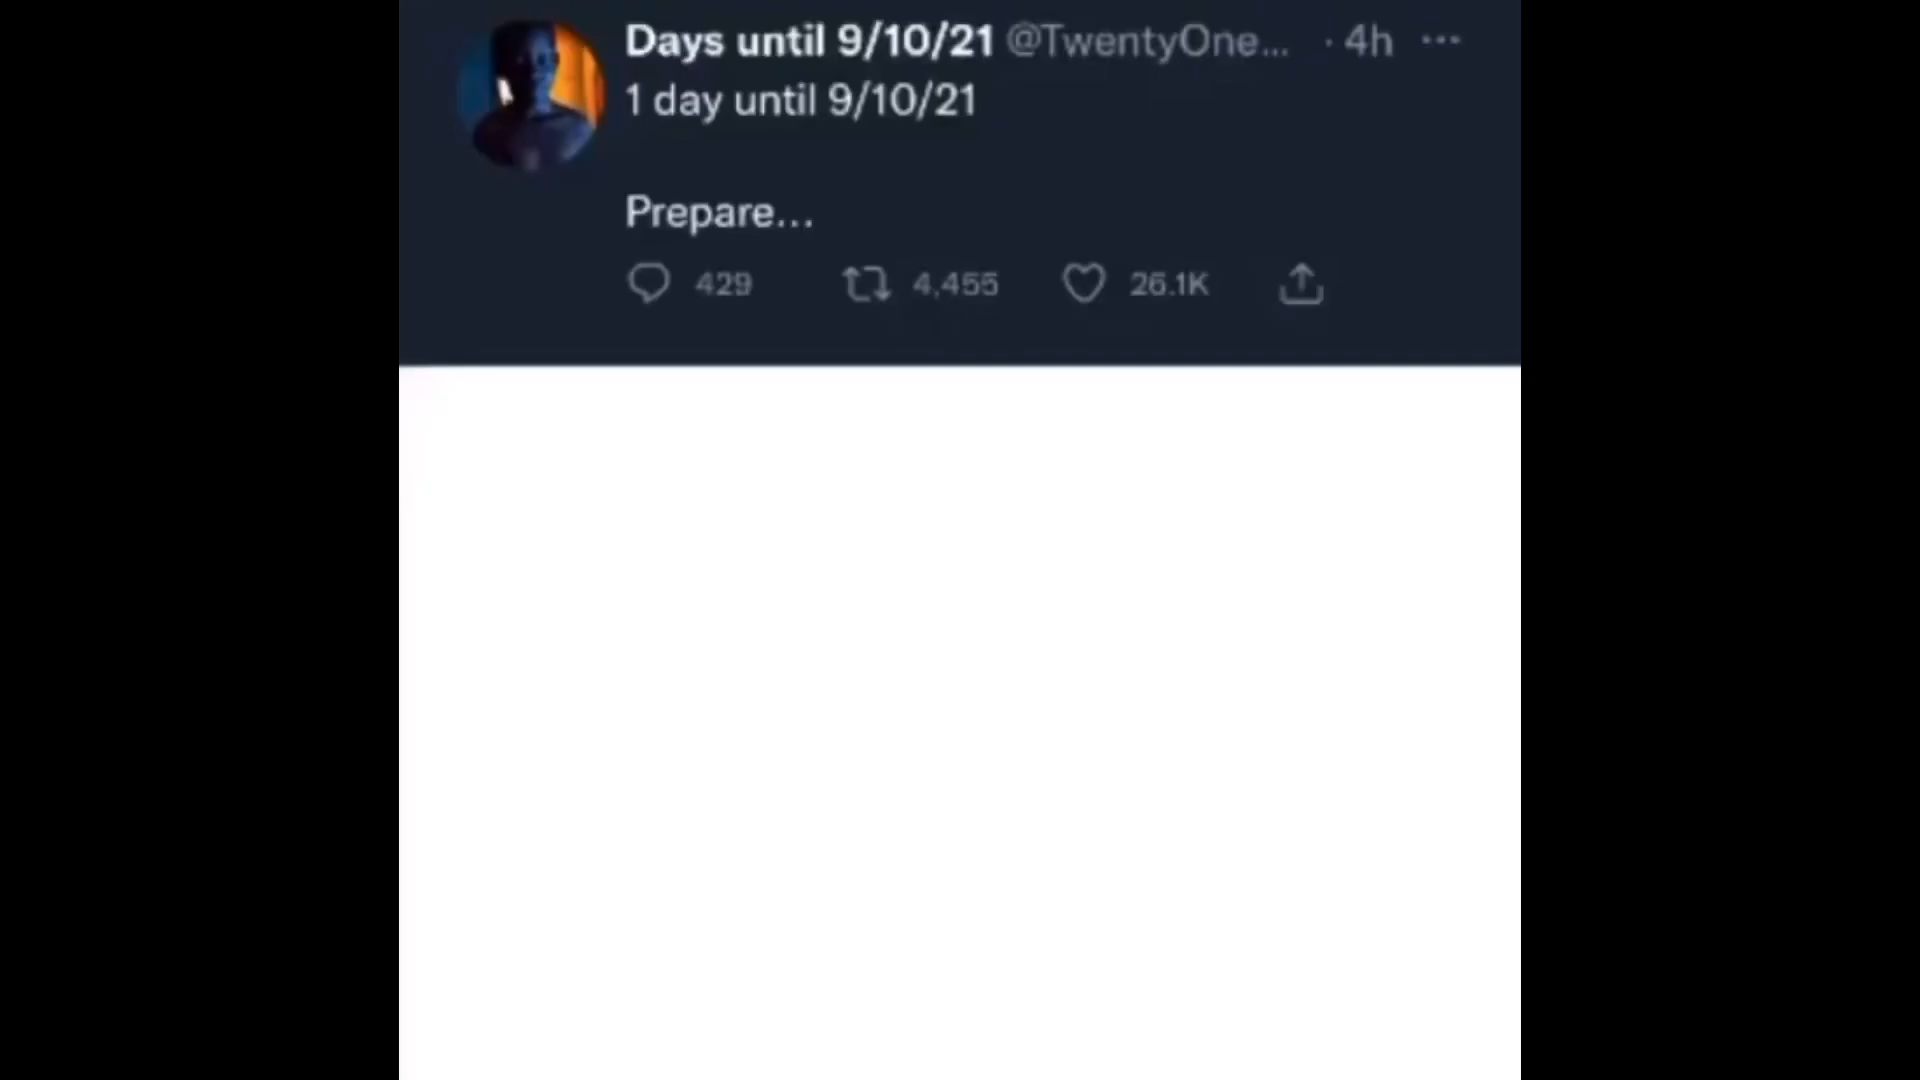 Days until 9/10/21 @TwentyOne... · 4h ...
1 day until 9/10/21
Prepare...
429 4,455 26.1K